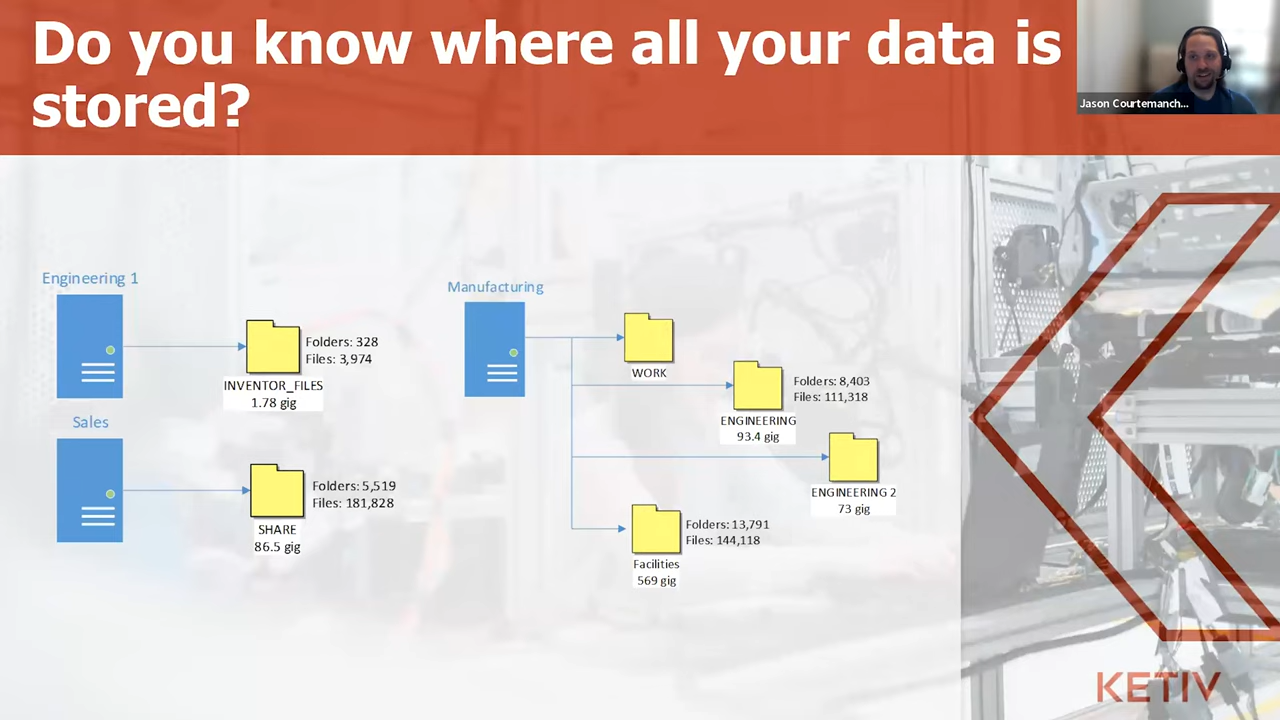 Do you know where all your data is
stored?
Jason Courtemanch...
Engineering 1
Folders: 328
Files: 3,974
INVENTOR_FILES
1.78 gig
Sales
Folders: 5,519
Files: 181,828
SHARE
86.5 gig
Manufacturing
WORK
Folders: 8,403
Files: 111,318
ENGINEERING
93.4 gig
ENGINEERING 2
73 gig
Folders: 13,791
Files: 144,118
Facilities
569 gig
KETIV